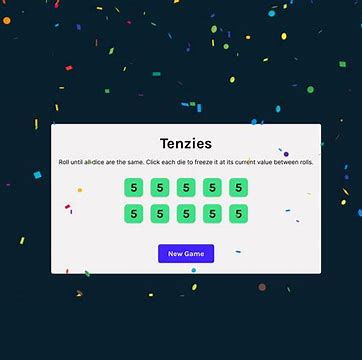 Tenzies
Roll until all dice are the same. Click each die to freeze it at its current value between rolls.
5 5 5 5 5
5 5 5 5 5
New Game